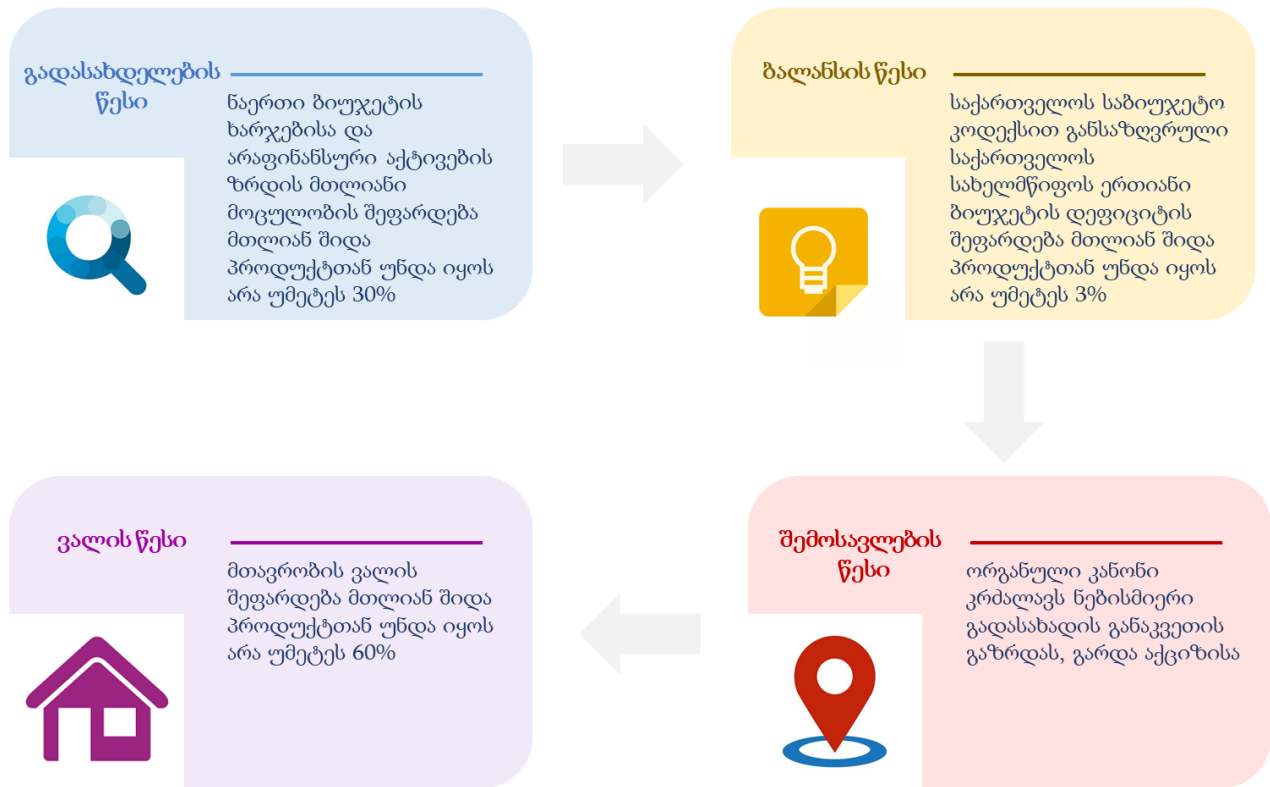 გადასახდელების
წესი
ნაერთი ბიუჯეტის
ხარჯებისა და
არაფინანსური აქტივების
ზრდის მთლიანი
მოცულობის შეფარდება
მთლიან შიდა
პროდუქტთან უნდა იყოს
არა უმეტეს 30%
ბალანსის წესი
საქართველოს საბიუჯეტო
კოდექსით განსაზღვრული
საქართველოს
სახელმწიფოს ერთიანი
ბიუჯეტის დეფიციტის
შეფარდება მთლიან შიდა
პროდუქტთან უნდა იყოს
არა უმეტეს 3%
შემოსავლების
წესი
ორგანული კანონი
კრძალავს ნებისმიერი
გადასახადის განაკვეთის
გაზრდას, გარდა აქციზისა
ვალის წესი
მთავრობის ვალის
შეფარდება მთლიან შიდა
პროდუქტთან უნდა იყოს
არა უმეტეს 60%